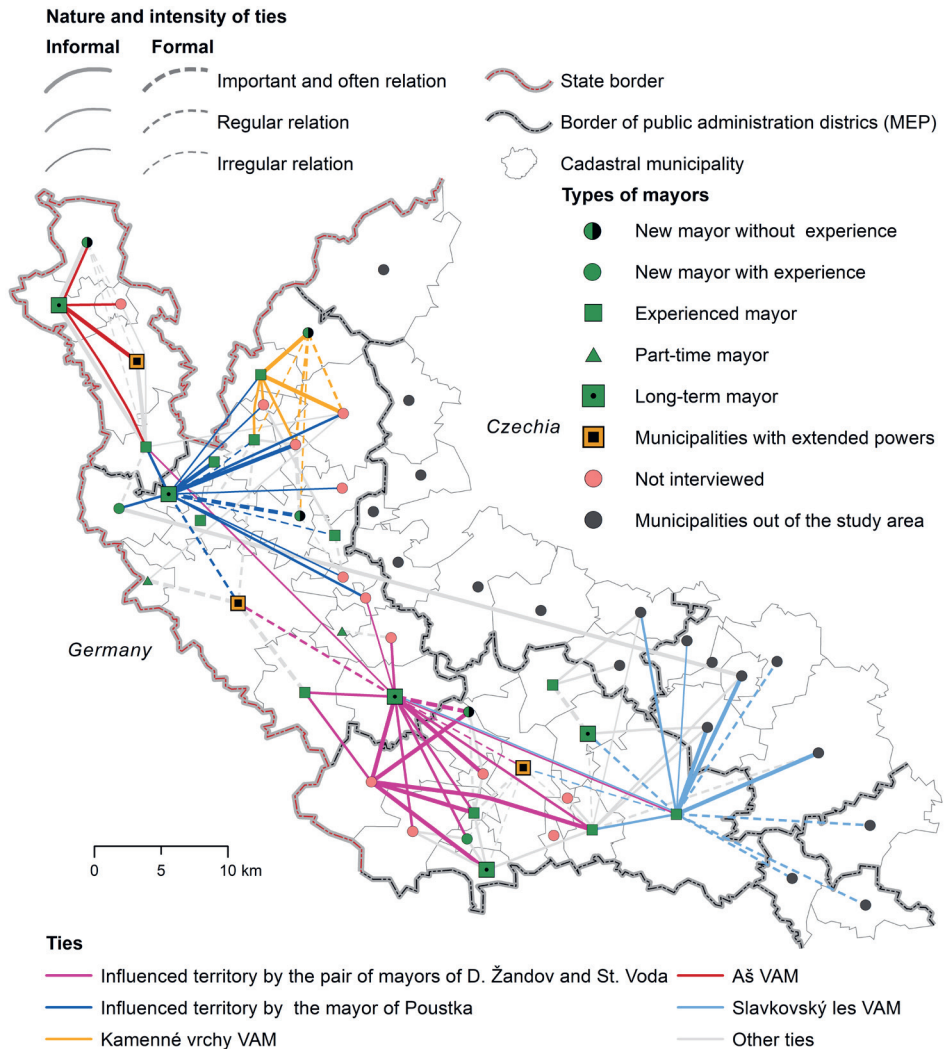 Nature and intensity of ties
Informal Formal
Important and often relation
Regular relation
Irregular relation
State border
Border of public administration districs (MEP)
Cadastral municipality
Types of mayors
New mayor without experience
New mayor with experience
Experienced mayor
Part-time mayor
Long-term mayor
Municipalities with extended powers
Not interviewed
Municipalities out of the study area
Czechia
Germany
0 5 10 km
Ties
Influenced territory by the pair of mayors of D. Žandov and St. Voda
Influenced territory by the mayor of Poustka
Kamenné vrchy VAM
Aš VAM
Slavkovský les VAM
Other ties